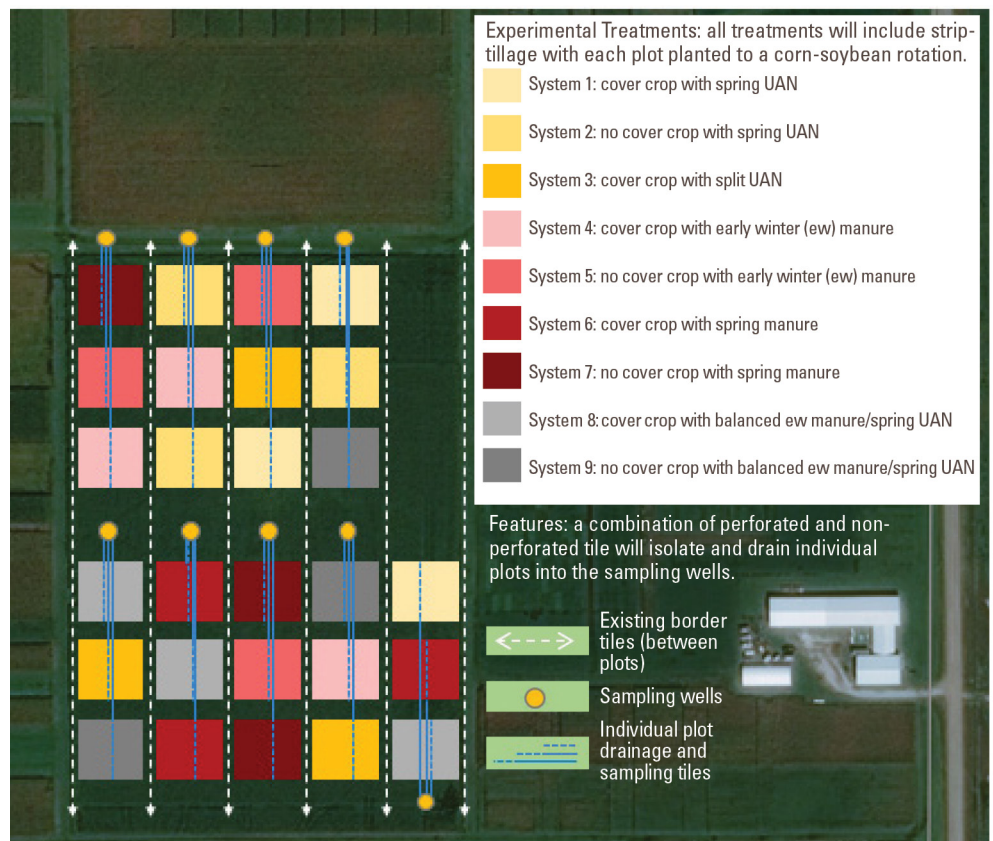 Experimental Treatments: all treatments will include strip-
tillage with each plot planted to a corn-soybean rotation.
System 1: cover crop with spring UAN
System 2: no cover crop with spring UAN
System 3: cover crop with split UAN
System 4: cover crop with early winter (ew) manure
System 5: no cover crop with early winter (ew) manure
System 6: cover crop with spring manure
System 7: no cover crop with spring manure
System 8: cover crop with balanced ew manure/spring UAN
System 9: no cover crop with balanced ew manure/spring UAN
Features: a combination of perforated and non-
perforated tile will isolate and drain individual
plots into the sampling wells.
Existing border
tiles (between
plots)
Sampling wells
Individual plot
drainage and
sampling tiles